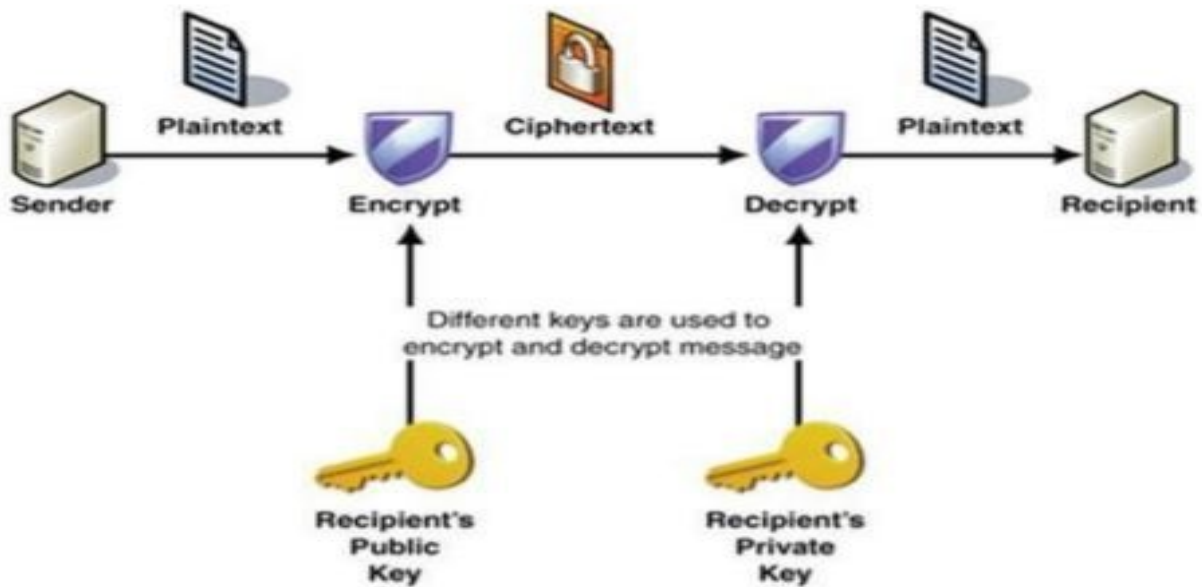 Plaintext
Ciphertext
Plaintext
Sender
Encrypt
Decrypt
Recipient
Different keys are used to
encrypt and decrypt message
Recipient's
Public
Key
Recipient's
Private
Key